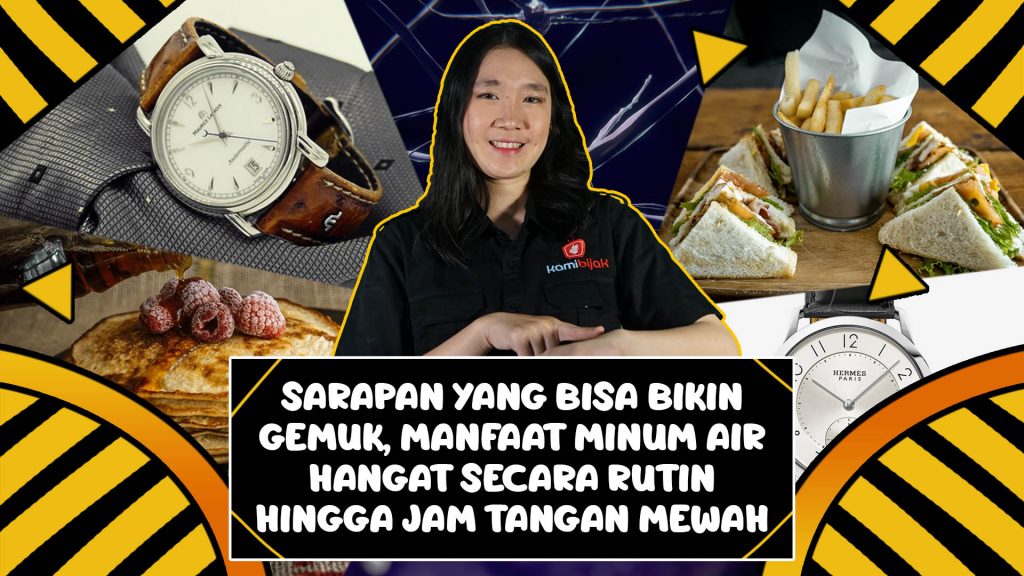 Automatic
kamibijak
HERMES
PARIS
SARAPAN YANG BISA BIKIN
GEMUK, MANFAAT MINUM AIR
HANGAT SECARA RUTIN
HINGGA JAM TANGAN MEWAH